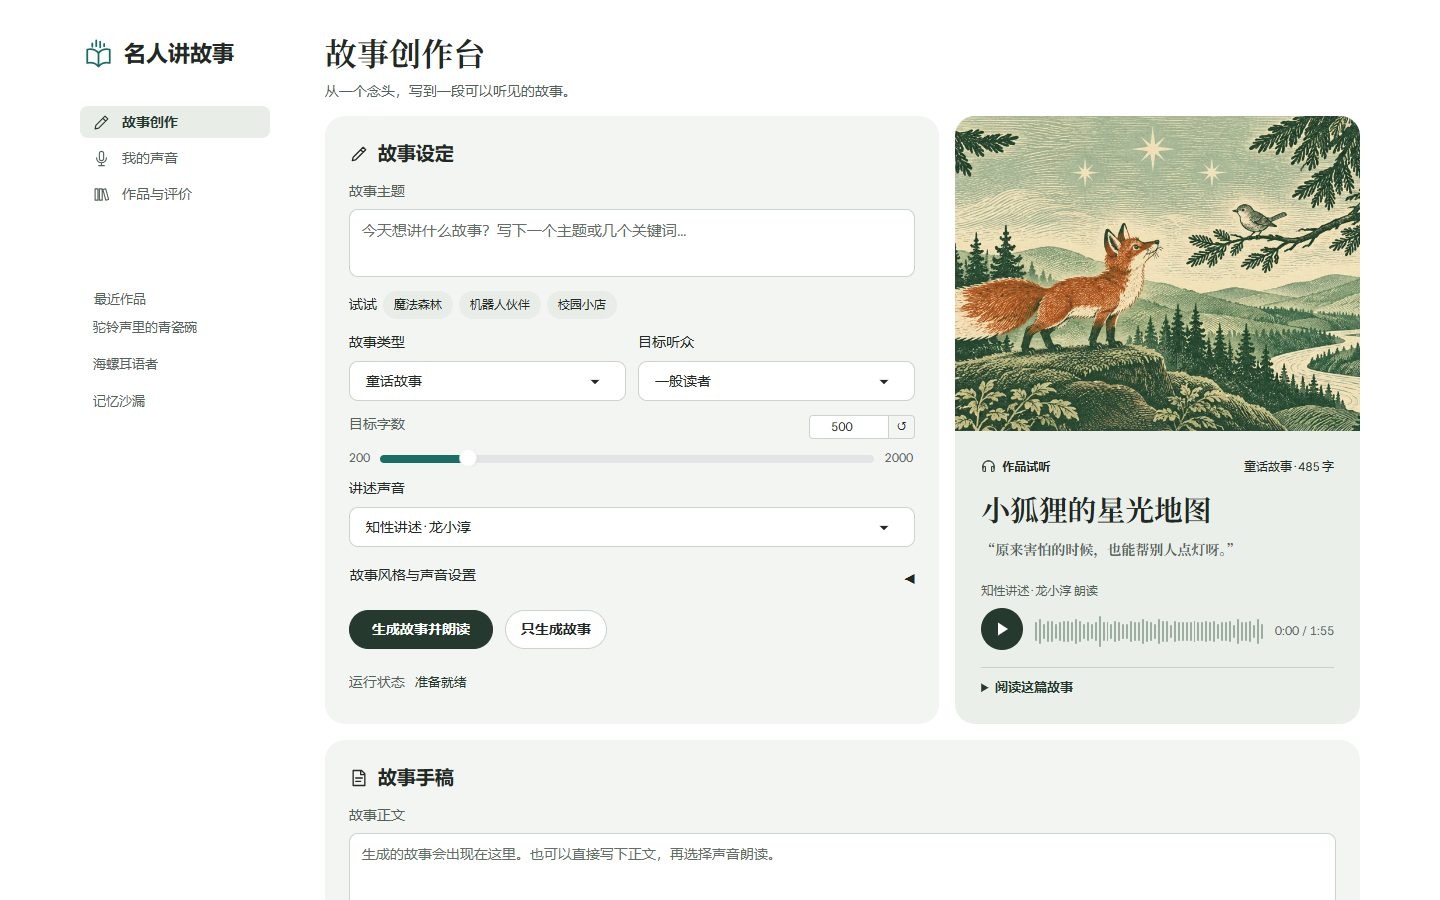 名人讲故事
故事创作
我的声音
作品与评价
最近作品
驼铃声里的青瓷碗
海螺耳语者
记忆沙漏
故事创作台
从一个念头，写到一段可以听见的故事。
故事设定
故事主题
今天想讲什么故事？写下一个主题或几个关键词...
试试 魔法森林 机器人伙伴 校园小店
故事类型 目标听众
童话故事 一般读者
目标字数 500 ↺
200 2000
讲述声音
知性讲述·龙小淳
故事风格与声音设置
生成故事并朗读 只生成故事
运行状态 准备就绪
作品试听 童话故事·485 字
小狐狸的星光地图
“原来害怕的时候，也能帮别人点灯呀。”
知性讲述·龙小淳 朗读
0:00 / 1:55
阅读这篇故事
故事手稿
故事正文
生成的故事会出现在这里。也可以直接写下正文，再选择声音朗读。